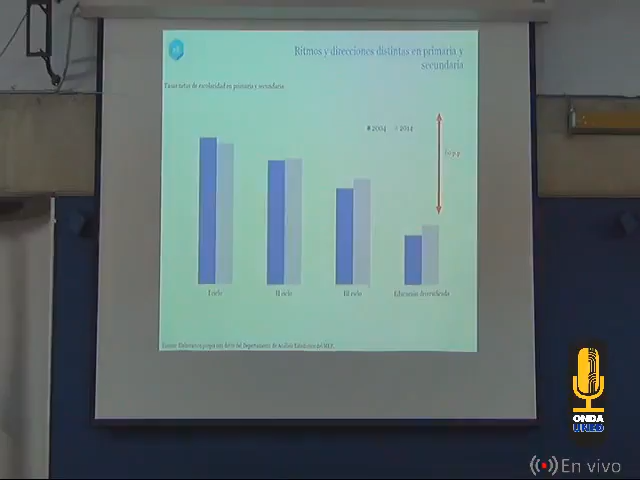 Ritmos y direcciones distintas en primaria y
secundaria
Tasas netas de escolaridad en primaria y secundaria
2004 2014
I ciclo II ciclo III ciclo Educación diversificada
ONDA
UNED
En vivo